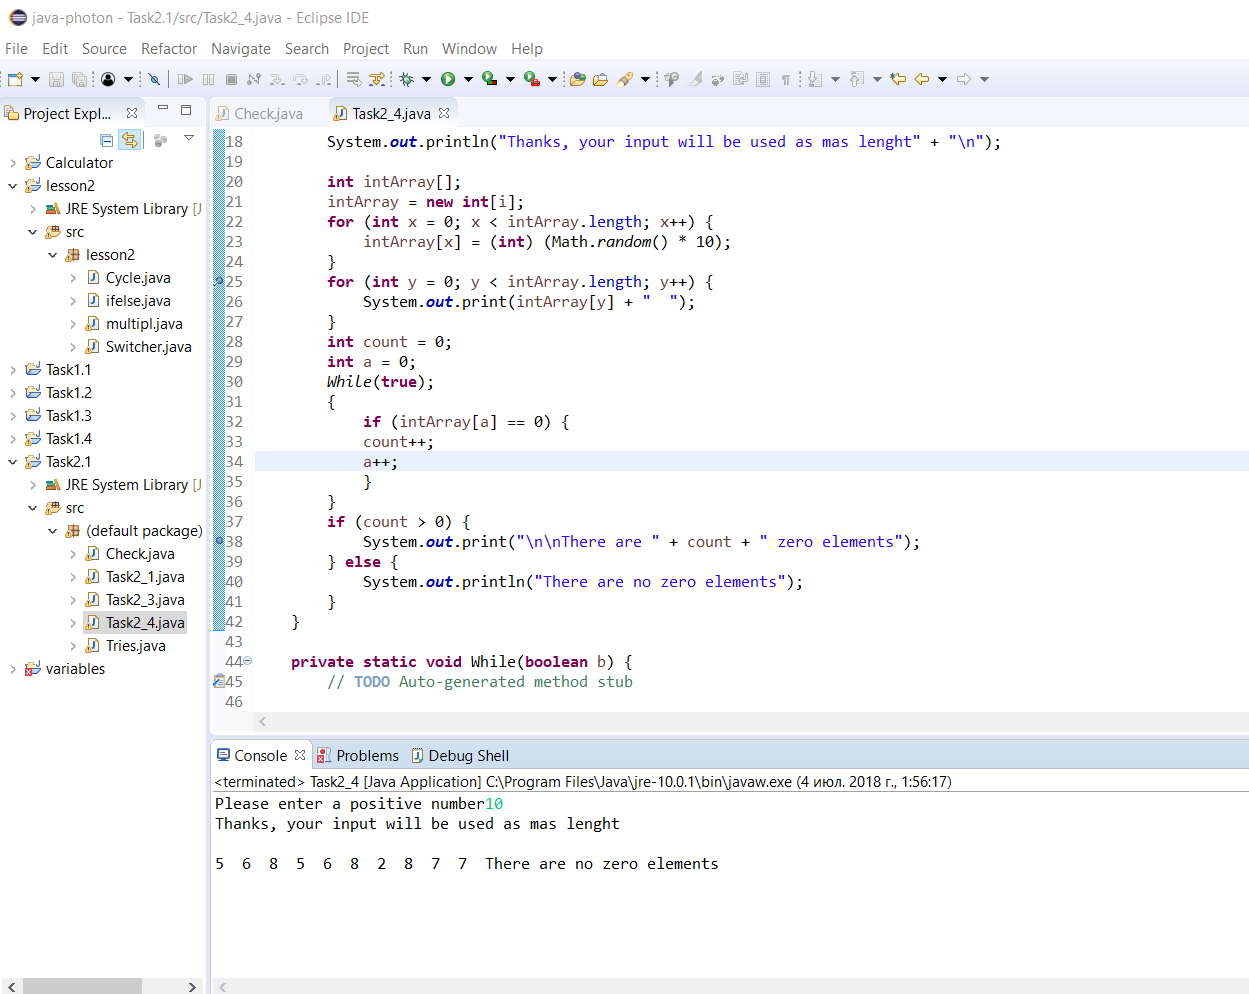 java-photon - Task2.1/src/Task2_4.java - Eclipse IDE
File Edit Source Refactor Navigate Search Project Run Window Help
Project Expl...
Calculator
lesson2
JRE System Library [J
src
lesson2
Cycle.java
ifelse.java
multipl.java
Switcher.java
Task1.1
Task1.2
Task1.3
Task1.4
Task2.1
JRE System Library [J
src
(default package)
Check.java
Task2_1.java
Task2_3.java
Task2_4.java
Tries.java
variables
Check.java Task2_4.java
18 System.out.println("Thanks, your input will be used as mas lenght" + "\n");
19
20 int intArray[];
21 intArray = new int[i];
22 for (int x = 0; x < intArray.length; x++) {
23 intArray[x] = (int) (Math.random() * 10);
24 }
25 for (int y = 0; y < intArray.length; y++) {
26 System.out.print(intArray[y] + "  ");
27 }
28 int count = 0;
29 int a = 0;
30 While(true);
31 {
32 if (intArray[a] == 0) {
33 count++;
34 a++;
35 }
36 }
37 if (count > 0) {
38 System.out.print("\n\nThere are " + count + " zero elements");
39 } else {
40 System.out.println("There are no zero elements");
41 }
42 }
43
44 private static void While(boolean b) {
45 // TODO Auto-generated method stub
46
Console Problems Debug Shell
<terminated> Task2_4 [Java Application] C:\Program Files\Java\jre-10.0.1\bin\javaw.exe (4 июл. 2018 г., 1:56:17)
Please enter a positive number10
Thanks, your input will be used as mas lenght
5  6  8  5  6  8  2  8  7  7  There are no zero elements